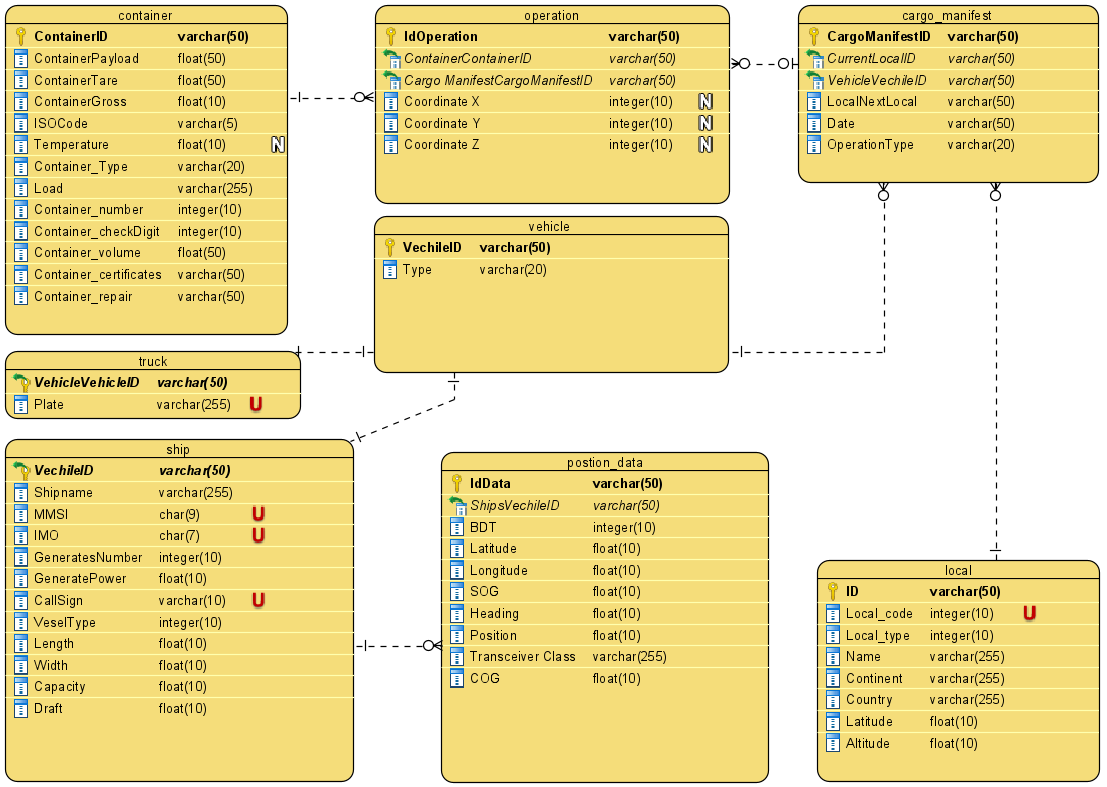 container
ContainerID varchar(50)
ContainerPayload float(50)
ContainerTare float(50)
ContainerGross float(10)
ISOCode varchar(5)
Temperature float(10) N
Container_Type varchar(20)
Load varchar(255)
Container_number integer(10)
Container_checkDigit integer(10)
Container_volume float(50)
Container_certificates varchar(50)
Container_repair varchar(50)
operation
IdOperation varchar(50)
ContainerContainerID varchar(50)
Cargo ManifestCargoManifestID varchar(50)
Coordinate X integer(10) N
Coordinate Y integer(10) N
Coordinate Z integer(10) N
cargo_manifest
CargoManifestID varchar(50)
CurrentLocalID varchar(50)
VehicleVechileID varchar(50)
LocalNextLocal varchar(50)
Date varchar(50)
OperationType varchar(20)
vehicle
VechileID varchar(50)
Type varchar(20)
truck
VehicleVehicleID varchar(50)
Plate varchar(255) U
ship
VechileID varchar(50)
Shipname varchar(255)
MMSI char(9) U
IMO char(7) U
GeneratesNumber integer(10)
GeneratePower float(10)
CallSign varchar(10) U
VeselType integer(10)
Length float(10)
Width float(10)
Capacity float(10)
Draft float(10)
postion_data
IdData varchar(50)
ShipsVechileID varchar(50)
BDT integer(10)
Latitude float(10)
Longitude float(10)
SOG float(10)
Heading float(10)
Position float(10)
Transceiver Class varchar(255)
COG float(10)
local
ID varchar(50)
Local_code integer(10) U
Local_type integer(10)
Name varchar(255)
Continent varchar(255)
Country varchar(255)
Latitude float(10)
Altitude float(10)